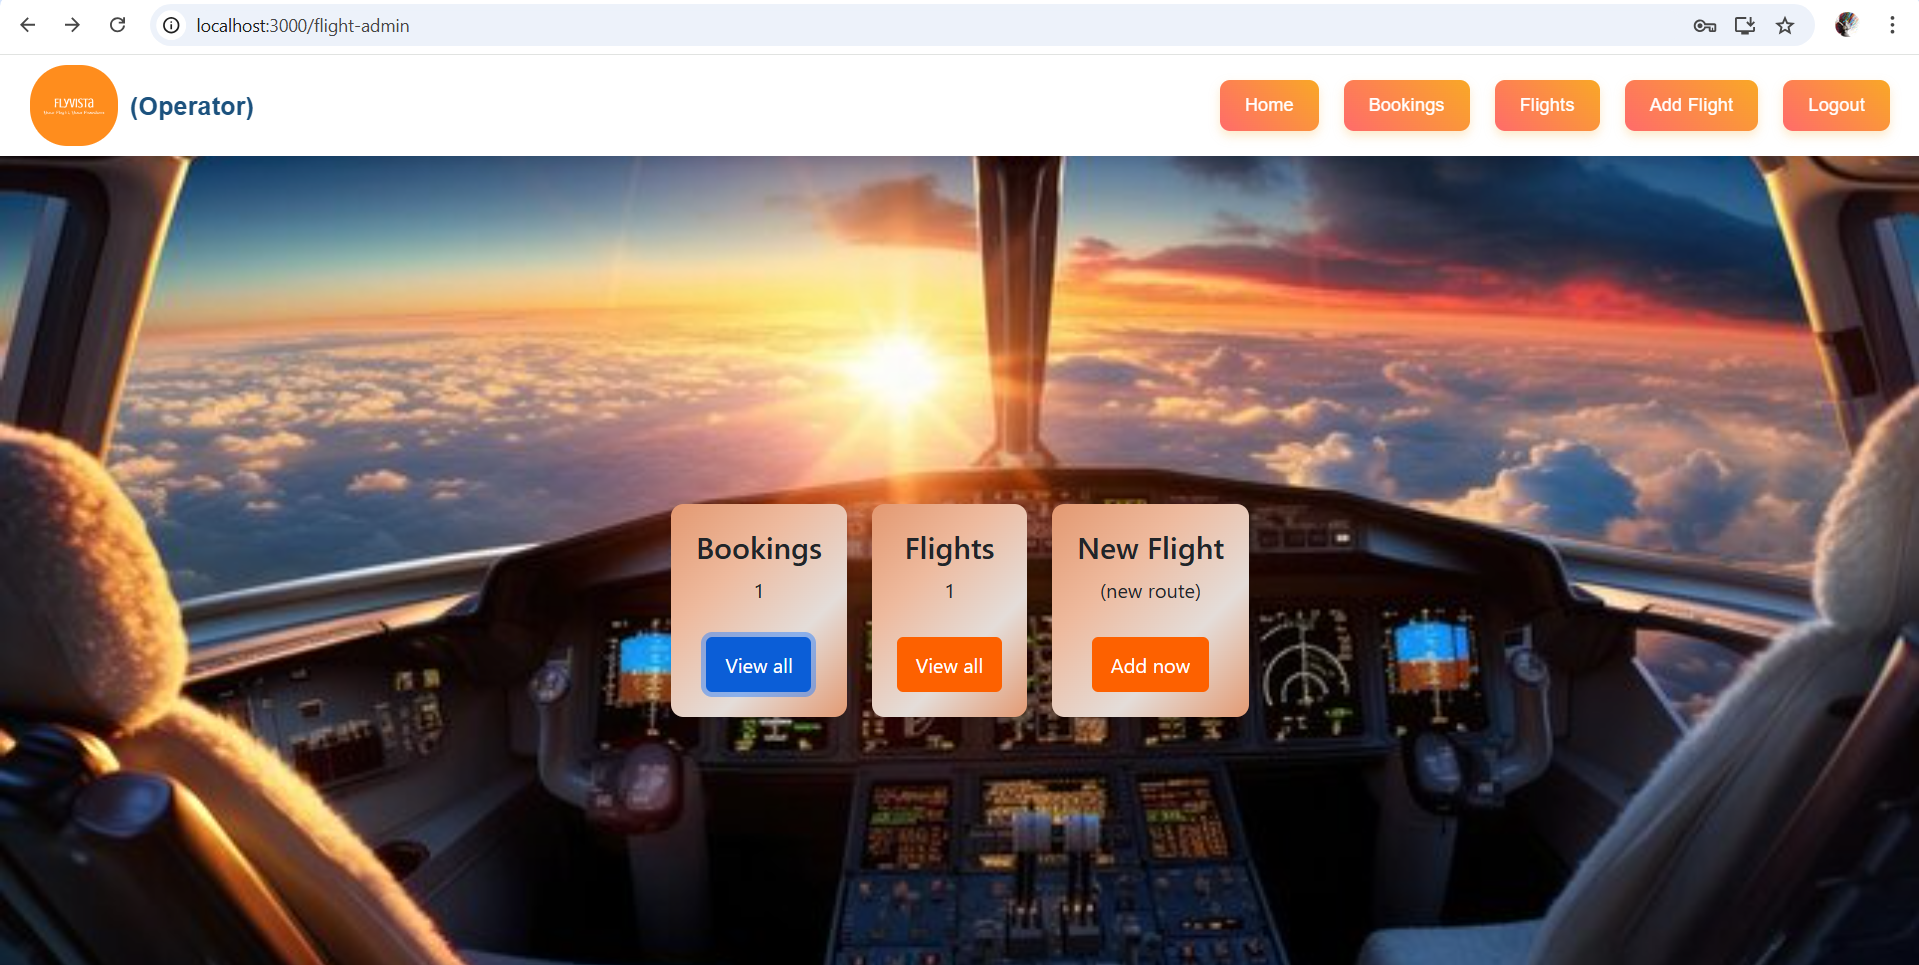 localhost:3000/flight-admin
FLYVISTA
(Operator)
Home
Bookings
Flights
Add Flight
Logout
Bookings
1
View all
Flights
1
View all
New Flight
(new route)
Add now